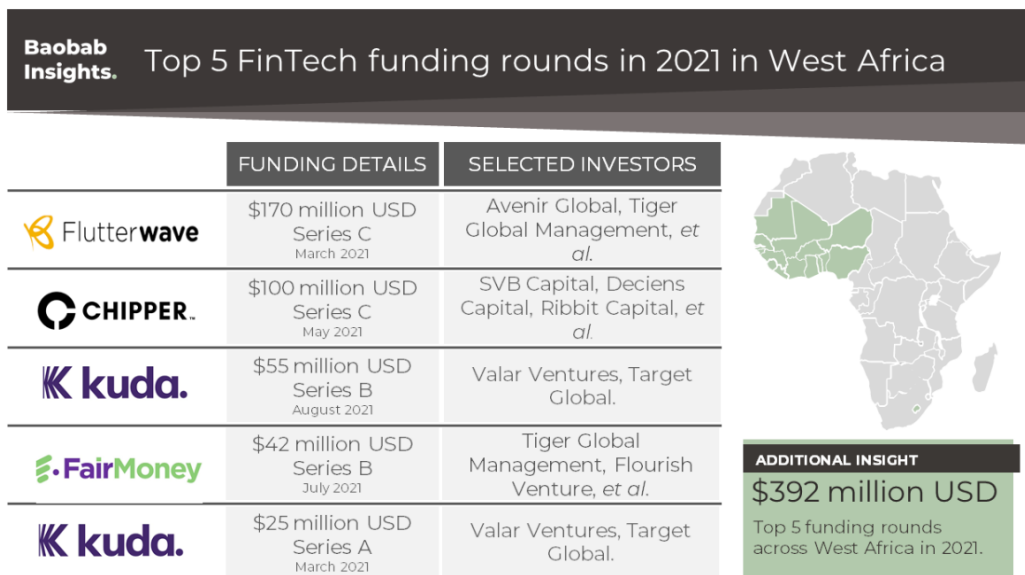 Baobab
Insights.
Top 5 FinTech funding rounds in 2021 in West Africa
FUNDING DETAILS
SELECTED INVESTORS
Flutterwave
$170 million USD
Series C
March 2021
Avenir Global, Tiger
Global Management, et
al.
CHIPPER™
$100 million USD
Series C
May 2021
SVB Capital, Deciens
Capital, Ribbit Capital, et
al.
kuda.
$55 million USD
Series B
August 2021
Valar Ventures, Target
Global.
FairMoney
$42 million USD
Series B
July 2021
Tiger Global
Management, Flourish
Venture, et al.
kuda.
$25 million USD
Series A
March 2021
Valar Ventures, Target
Global.
ADDITIONAL INSIGHT
$392 million USD
Top 5 funding rounds
across West Africa in 2021.